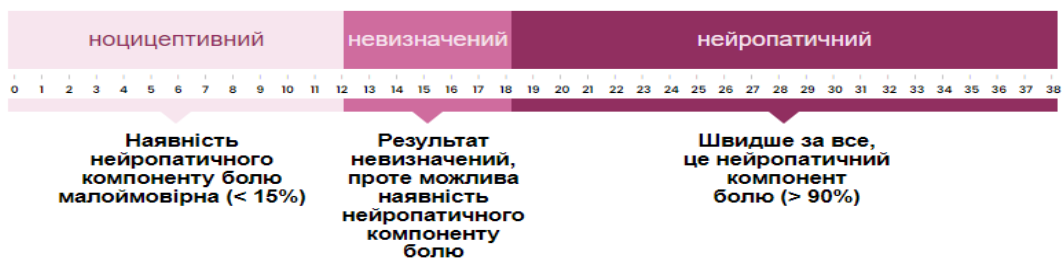 ноцицептивний невизначений нейропатичний
0 1 2 3 4 5 6 7 8 9 10 11 12 13 14 15 16 17 18 19 20 21 22 23 24 25 26 27 28 29 30 31 32 33 34 35 36 37 38
Наявність
нейропатичного
компоненту болю
малоймовірна (< 15%)
Результат
невизначений,
проте можлива
наявність
нейропатичного
компоненту
болю
Швидше за все,
це нейропатичний
компонент
болю (> 90%)